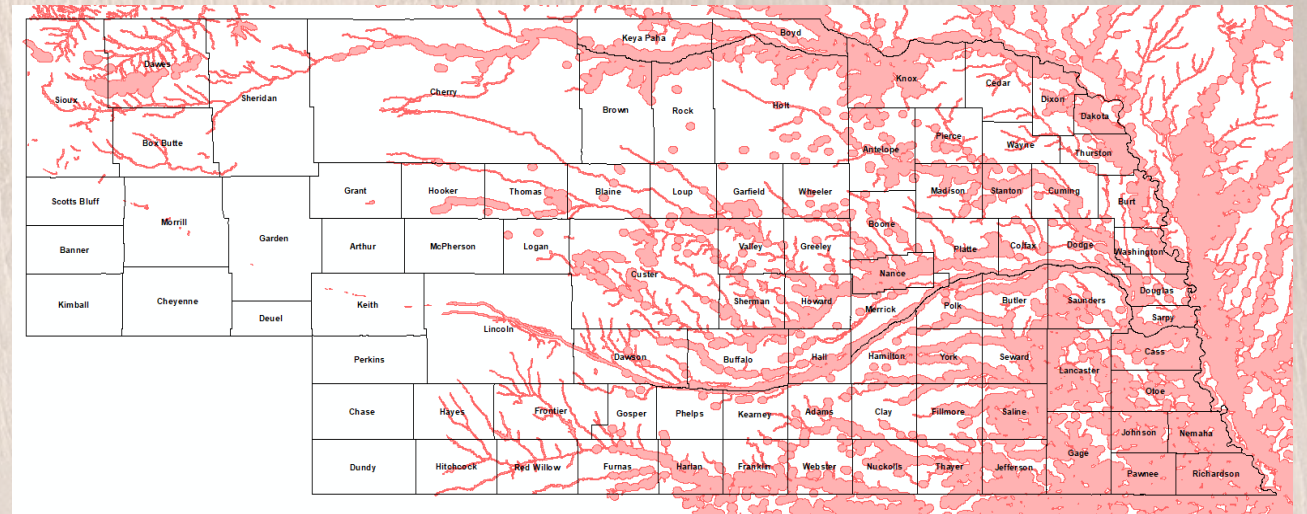 Keya Paha
Boyd
Dawes
Sioux
Sheridan
Cherry
Brown
Rock
Holt
Knox
Cedar
Dixon
Dakota
Box Butte
Antelope
Pierce
Wayne
Thurston
Scotts Bluff
Morrill
Garden
Grant
Hooker
Thomas
Blaine
Loup
Garfield
Wheeler
Madison
Stanton
Cuming
Burt
Banner
Arthur
McPherson
Logan
Custer
Valley
Greeley
Boone
Platte
Colfax
Dodge
Washington
Kimball
Cheyenne
Deuel
Keith
Lincoln
Sherman
Howard
Nance
Merrick
Polk
Butler
Saunders
Douglas
Sarpy
Perkins
Dawson
Buffalo
Hall
Hamilton
York
Seward
Lancaster
Cass
Otoe
Chase
Hayes
Frontier
Gosper
Phelps
Kearney
Adams
Clay
Fillmore
Saline
Gage
Johnson
Nemaha
Dundy
Hitchcock
Red Willow
Furnas
Harlan
Franklin
Webster
Nuckolls
Thayer
Jefferson
Pawnee
Richardson